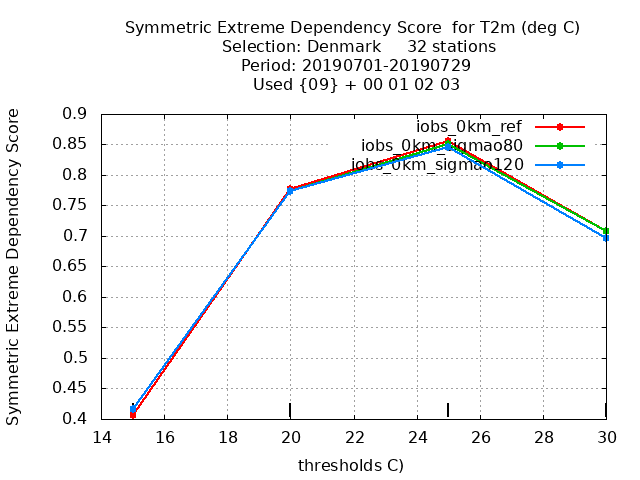 Symmetric Extreme Dependency Score  for T2m (deg C)
Selection: Denmark     32 stations
Period: 20190701-20190729
Used {09} + 00 01 02 03
Symmetric Extreme Dependency Score
0.9
0.85
0.8
0.75
0.7
0.65
0.6
0.55
0.5
0.45
0.4
iobs_0km_ref
iobs_0km_sigmao80
iobs_0km_sigmao120
14 16 18 20 22 24 26 28 30
thresholds C)